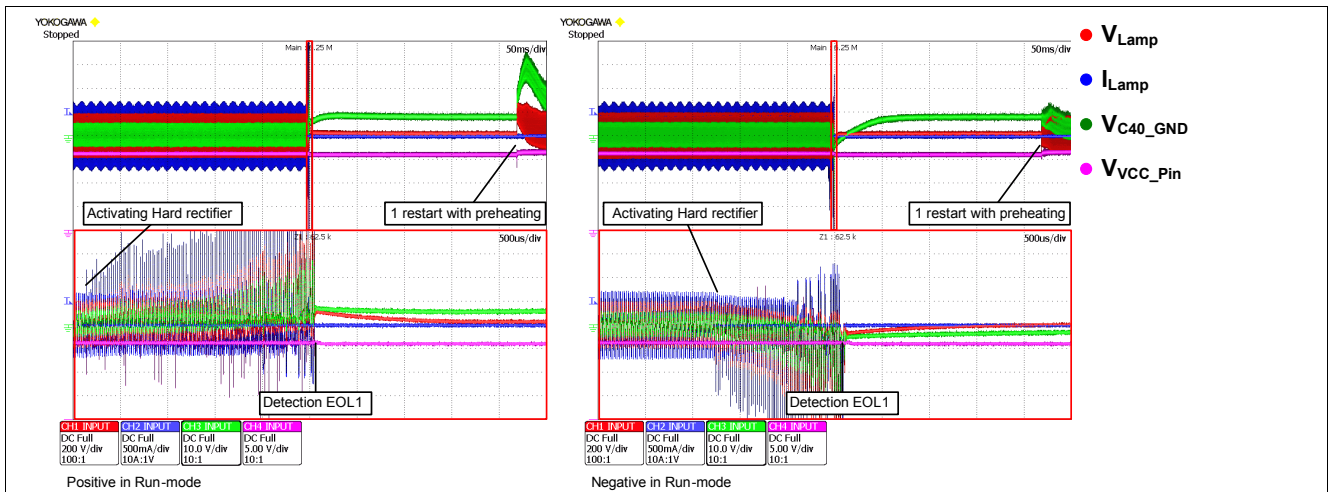 YOKOGAWA
Stopped
50ms/div
Activating Hard rectifier
1 restart with preheating
Z1 : 62.5 k
500us/div
Detection EOL1
CH1 INPUT
DC Full
200 V/div
100:1
CH2 INPUT
DC Full
500mA/div
10A:1V
CH3 INPUT
DC Full
10.0 V/div
10:1
CH4 INPUT
DC Full
5.00 V/div
10:1
Positive in Run-mode
YOKOGAWA
Stopped
50ms/div
Activating Hard rectifier
1 restart with preheating
Z1 : 62.5 k
500us/div
Detection EOL1
CH1 INPUT
DC Full
200 V/div
100:1
CH2 INPUT
DC Full
500mA/div
10A:1V
CH3 INPUT
DC Full
10.0 V/div
10:1
CH4 INPUT
DC Full
5.00 V/div
10:1
Negative in Run-mode
VLamp
ILamp
VC40_GND
VVCC_Pin